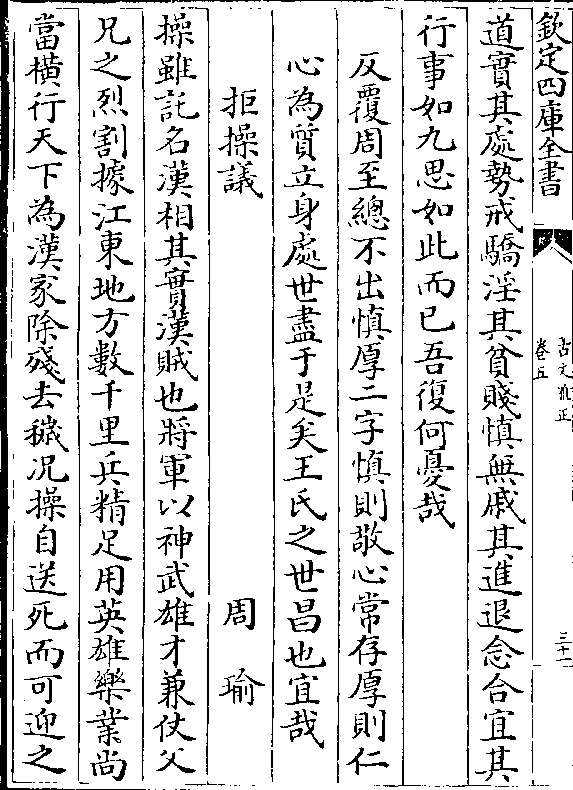 欽定四庫全書
古文雅正
卷五
三十一
道實其處勢戒驕淫其貧賤慎無戚其進退念合宜其
行事如九思如此而已吾復何憂哉
反覆周至總不出慎厚二字慎則敬心常存厚則仁
心為質立身處世盡于是矣王氏之世昌也宜哉
拒操議　周瑜
操雖託名漢相其實漢賊也將軍以神武雄才兼仗父
兄之烈割據江東地方數千里兵精足用英雄樂業尚
當橫行天下為漢家除殘去穢况操自送死而可迎之